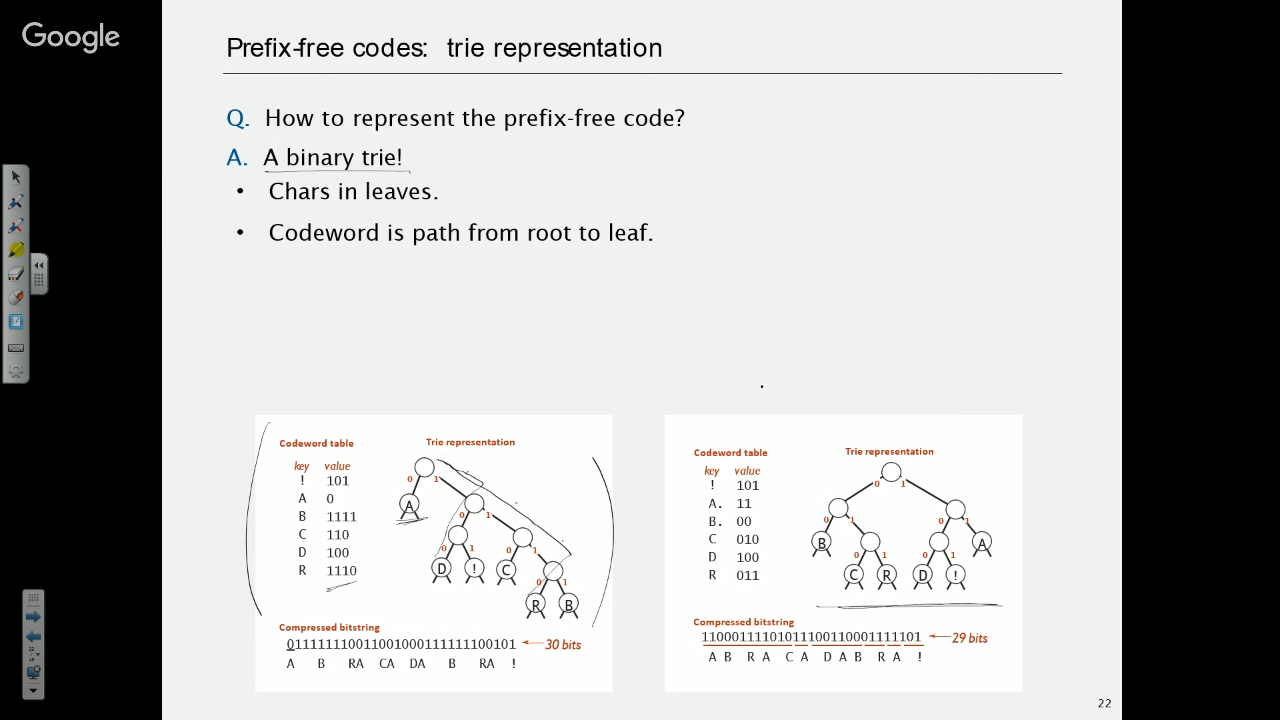 Google
Prefix-free codes: trie representation
Q. How to represent the prefix-free code?
A. A binary trie!
• Chars in leaves.
• Codeword is path from root to leaf.
Codeword table
key value
! 101
A 0
B 1111
C 110
D 100
R 1110
Trie representation
0 1
A
0 1
0 1 0 1
D ! C
0 1
R B
Compressed bitstring
011111110011001000111111100101 30 bits
A B RA CA DA B RA !
Codeword table
key value
! 101
A. 11
B. 00
C 010
D 100
R 011
Trie representation
0 1
0 1 0 1
B A
0 1 0 1
C R D !
Compressed bitstring
11000111101011100110001111101 29 bits
A B R A C A D A B R A !
22